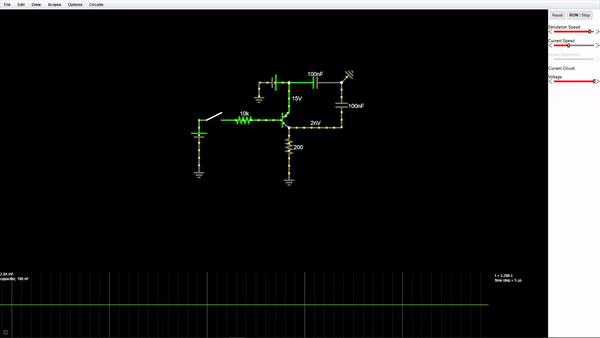 File Edit Draw Scopes Options Circuits
Reset RUN / Stop
Simulation Speed
Current Speed
Current Circuit:
Voltage
100nF
15V
100nF
10k
2nV
200
2.84 nV
capacitor, 100 nF
t = 3.288 s
time step = 5 µs